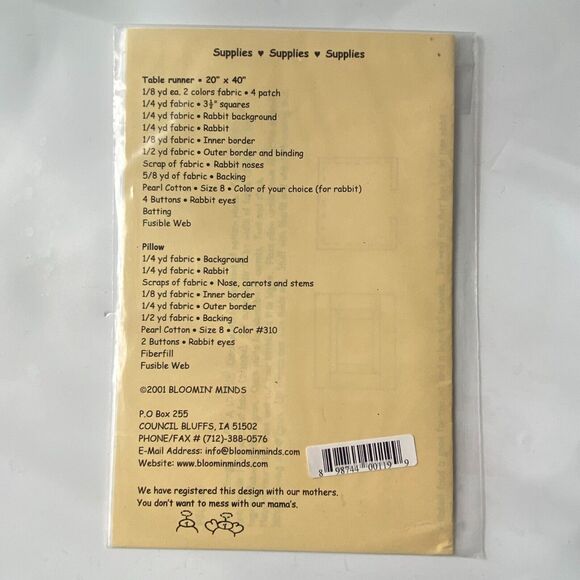 Supplies ♥ Supplies ♥ Supplies
Table runner • 20" x 40"
1/8 yd ea. 2 colors fabric • 4 patch
1/4 yd fabric • 3½" squares
1/4 yd fabric • Rabbit background
1/4 yd fabric • Rabbit
1/8 yd fabric • Inner border
1/2 yd fabric • Outer border and binding
Scrap of fabric • Rabbit noses
5/8 yd of fabric • Backing
Pearl Cotton • Size 8 • Color of your choice (for rabbit)
4 Buttons • Rabbit eyes
Batting
Fusible Web
Pillow
1/4 yd fabric • Background
1/4 yd fabric • Rabbit
Scraps of fabric • Nose, carrots and stems
1/8 yd fabric • Inner border
1/4 yd fabric • Outer border
1/2 yd fabric • Backing
Pearl Cotton • Size 8 • Color #310
2 Buttons • Rabbit eyes
Fiberfill
Fusible Web
©2001 BLOOMIN' MINDS
P.O Box 255
COUNCIL BLUFFS, IA 51502
PHONE/FAX # (712)-388-0576
E-Mail Address: info@bloominminds.com
Website: www.bloominminds.com
8 98744 00119 9
We have registered this design with our mothers.
You don't want to mess with our mama's.